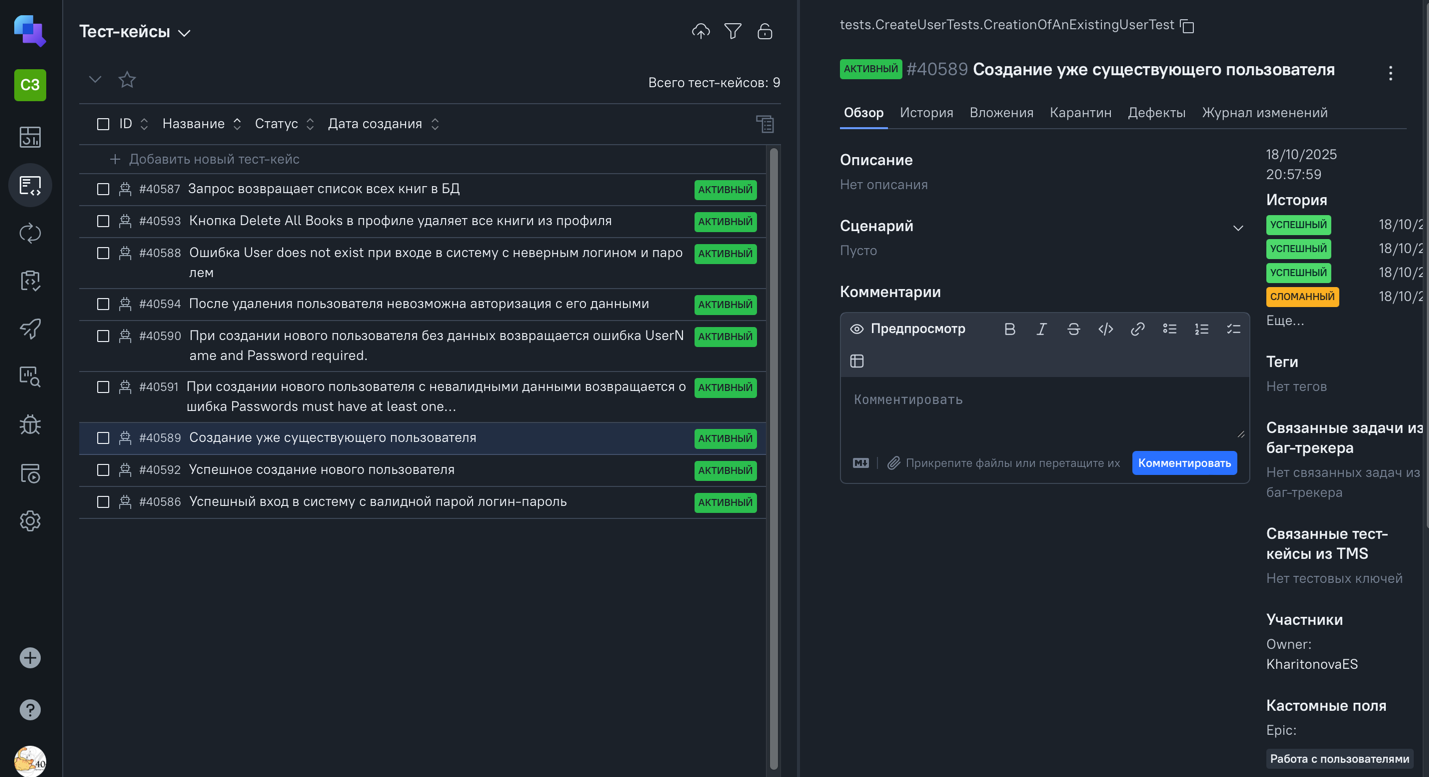 СЗ
Тест-кейсы
Всего тест-кейсов: 9
ID Название Статус Дата создания
Добавить новый тест-кейс
#40587 Запрос возвращает список всех книг в БД АКТИВНЫЙ
#40593 Кнопка Delete All Books в профиле удаляет все книги из профиля АКТИВНЫЙ
#40588 Ошибка User does not exist при входе в систему с неверным логином и паро АКТИВНЫЙ
лем
#40594 После удаления пользователя невозможна авторизация с его данными АКТИВНЫЙ
#40590 При создании нового пользователя без данных возвращается ошибка UserN АКТИВНЫЙ
ame and Password required.
#40591 При создании нового пользователя с невалидными данными возвращается о АКТИВНЫЙ
шибка Passwords must have at least one...
#40589 Создание уже существующего пользователя АКТИВНЫЙ
#40592 Успешное создание нового пользователя АКТИВНЫЙ
#40586 Успешный вход в систему с валидной парой логин-пароль АКТИВНЫЙ
tests.CreateUserTests.CreationOfAnExistingUserTest
АКТИВНЫЙ #40589 Создание уже существующего пользователя
Обзор История Вложения Карантин Дефекты Журнал изменений
Описание
Нет описания
Сценарий
Пусто
Комментарии
Предпросмотр
Комментировать
Прикрепите файлы или перетащите их Комментировать
18/10/2025
20:57:59
История
УСПЕШНЫЙ 18/10/2
УСПЕШНЫЙ 18/10/2
УСПЕШНЫЙ 18/10/2
СЛОМАННЫЙ 18/10/2
Еще...
Теги
Нет тегов
Связанные задачи из
баг-трекера
Нет связанных задач из
баг-трекера
Связанные тест-
кейсы из TMS
Нет тестовых ключей
Участники
Owner:
KharitonovaES
Кастомные поля
Epic:
Работа с пользователями